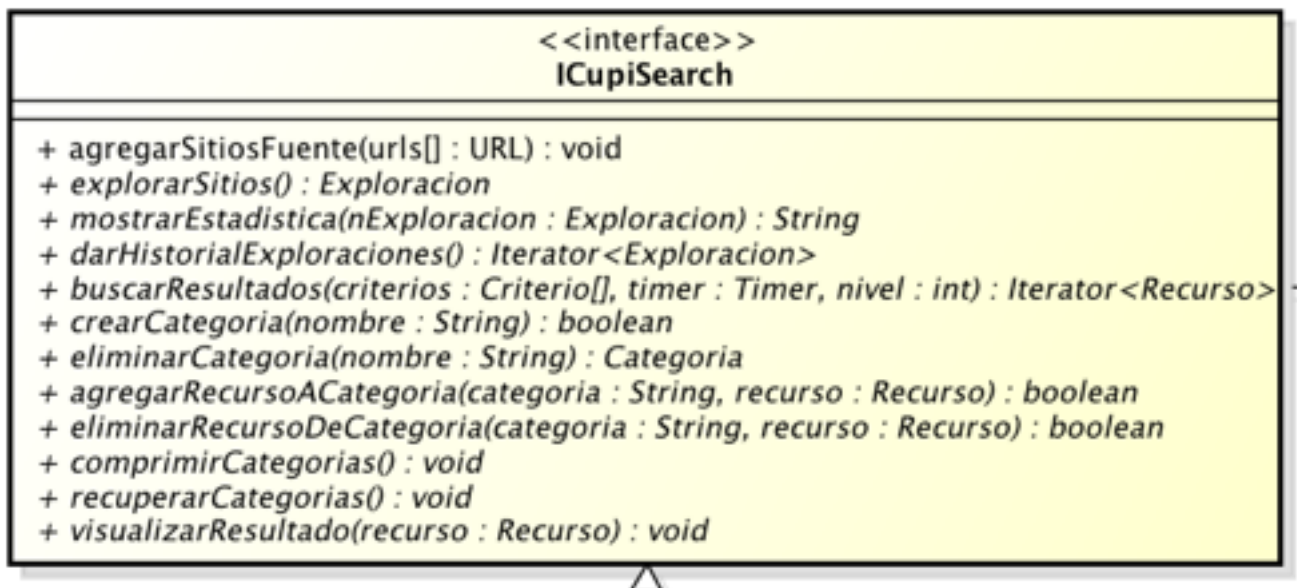 <<interface>>
ICupiSearch
+ agregarSitiosFuente(urls[] : URL) : void
+ explorarSitios() : Exploracion
+ mostrarEstadistica(nExploracion : Exploracion) : String
+ darHistorialExploraciones() : Iterator<Exploracion>
+ buscarResultados(criterios : Criterio[], timer : Timer, nivel : int) : Iterator<Recurso>
+ crearCategoria(nombre : String) : boolean
+ eliminarCategoria(nombre : String) : Categoria
+ agregarRecursoACategoria(categoria : String, recurso : Recurso) : boolean
+ eliminarRecursoDeCategoria(categoria : String, recurso : Recurso) : boolean
+ comprimirCategorias() : void
+ recuperarCategorias() : void
+ visualizarResultado(recurso : Recurso) : void